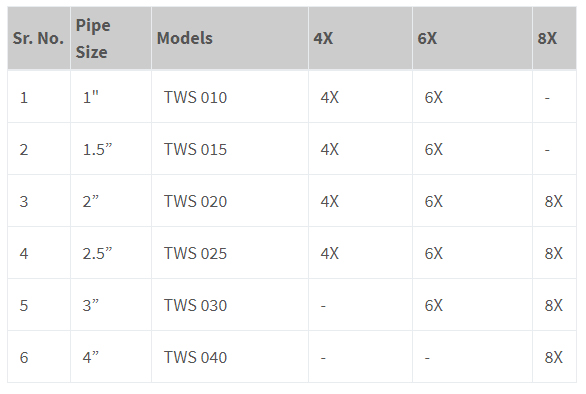 Sr. No. Pipe Size Models 4X 6X 8X
1 1" TWS 010 4X 6X -
2 1.5” TWS 015 4X 6X -
3 2” TWS 020 4X 6X 8X
4 2.5” TWS 025 4X 6X 8X
5 3” TWS 030 - 6X 8X
6 4” TWS 040 - - 8X